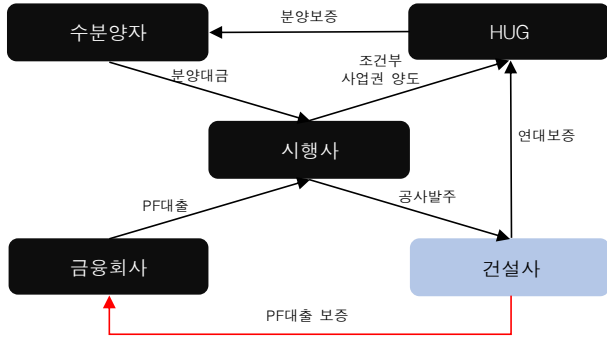 분양보증
수분양자
HUG
분양대금
조건부
사업권 양도
시행사
연대보증
PF대출
공사발주
금융회사
건설사
PF대출 보증